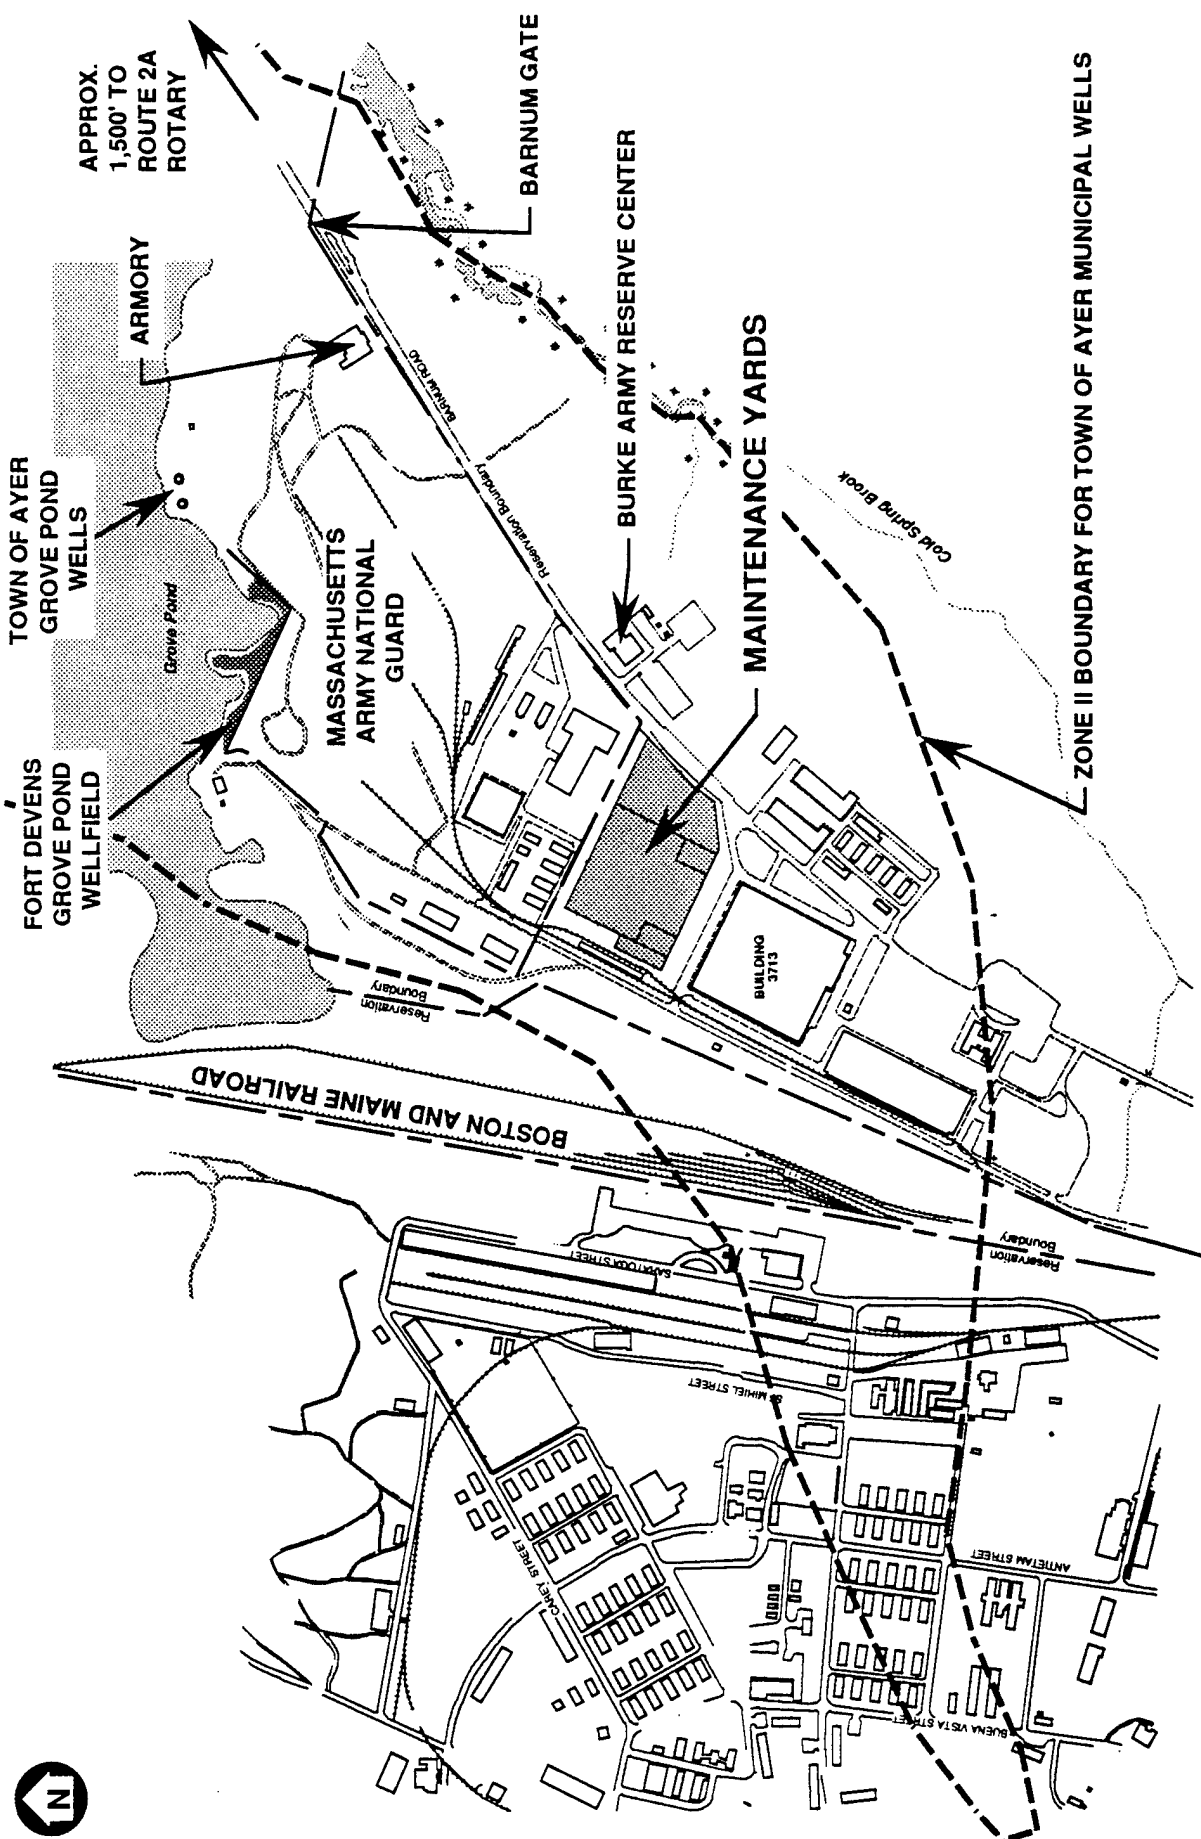 APPROX.
1,500' TO
ROUTE 2A
ROTARY
ARMORY
TOWN OF AYER
GROVE POND
WELLS
FORT DEVENS
GROVE POND
WELLFIELD
Grove Pond
MASSACHUSETTS
ARMY NATIONAL
GUARD
BARNUM GATE
BARNUM ROAD
Reservation Boundary
BURKE ARMY RESERVE CENTER
MAINTENANCE YARDS
Cold Spring Brook
ZONE II BOUNDARY FOR TOWN OF AYER MUNICIPAL WELLS
BUILDING
3713
Reservation
Boundary
BOSTON AND MAINE RAILROAD
Reservation
Boundary
SARATOGA STREET
ST MIHIEL STREET
CAREY STREET
ANTIETAM STREET
BUENA VISTA STREET
N